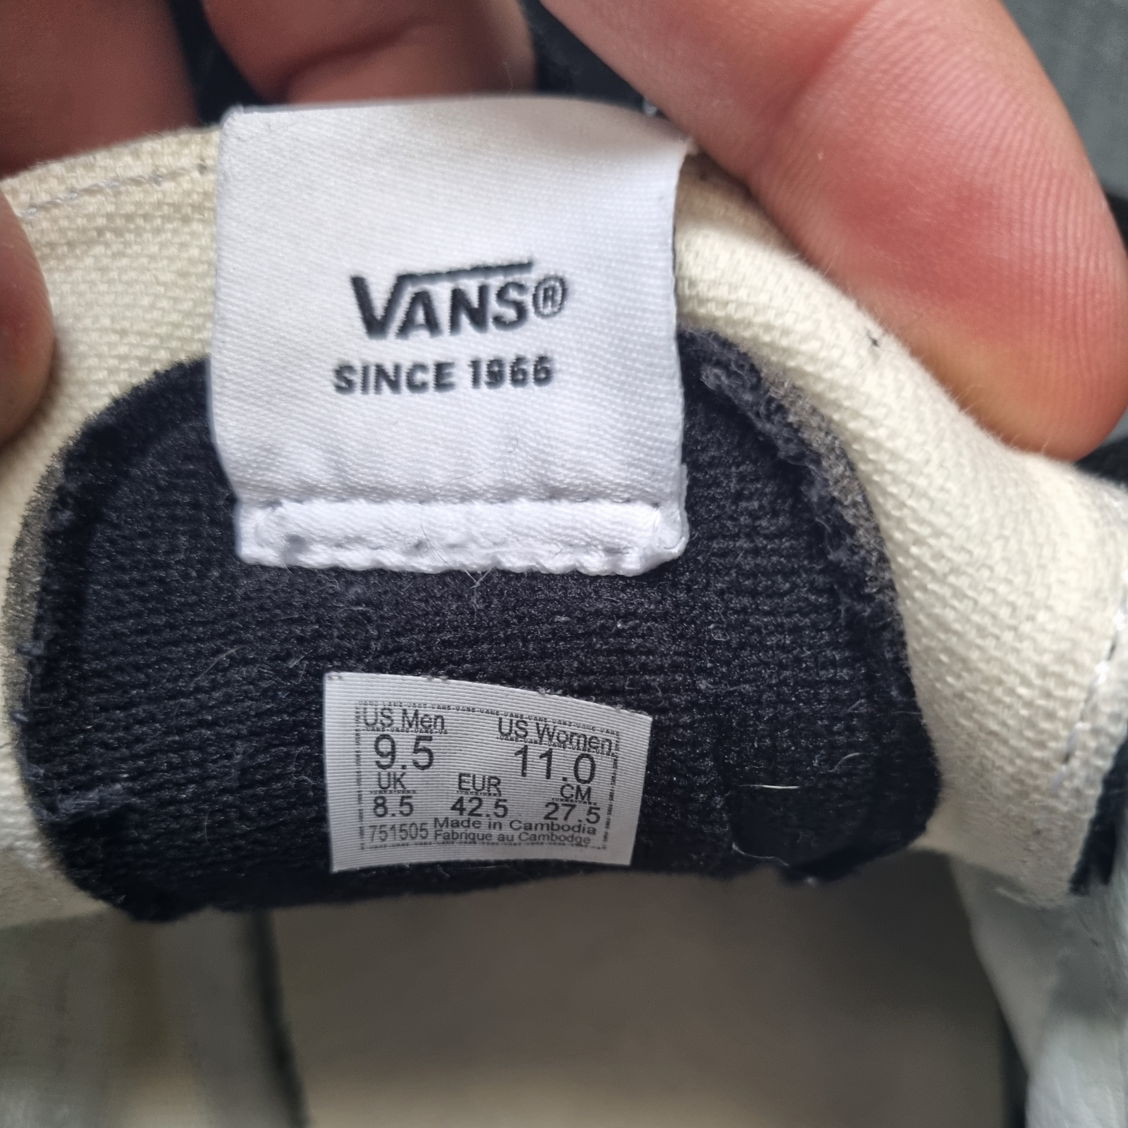 VANS®
SINCE 1966
US Men US Women
9.5 11.0
UK EUR CM
8.5 42.5 27.5
751505 Made in Cambodia
Fabrique au Cambodge